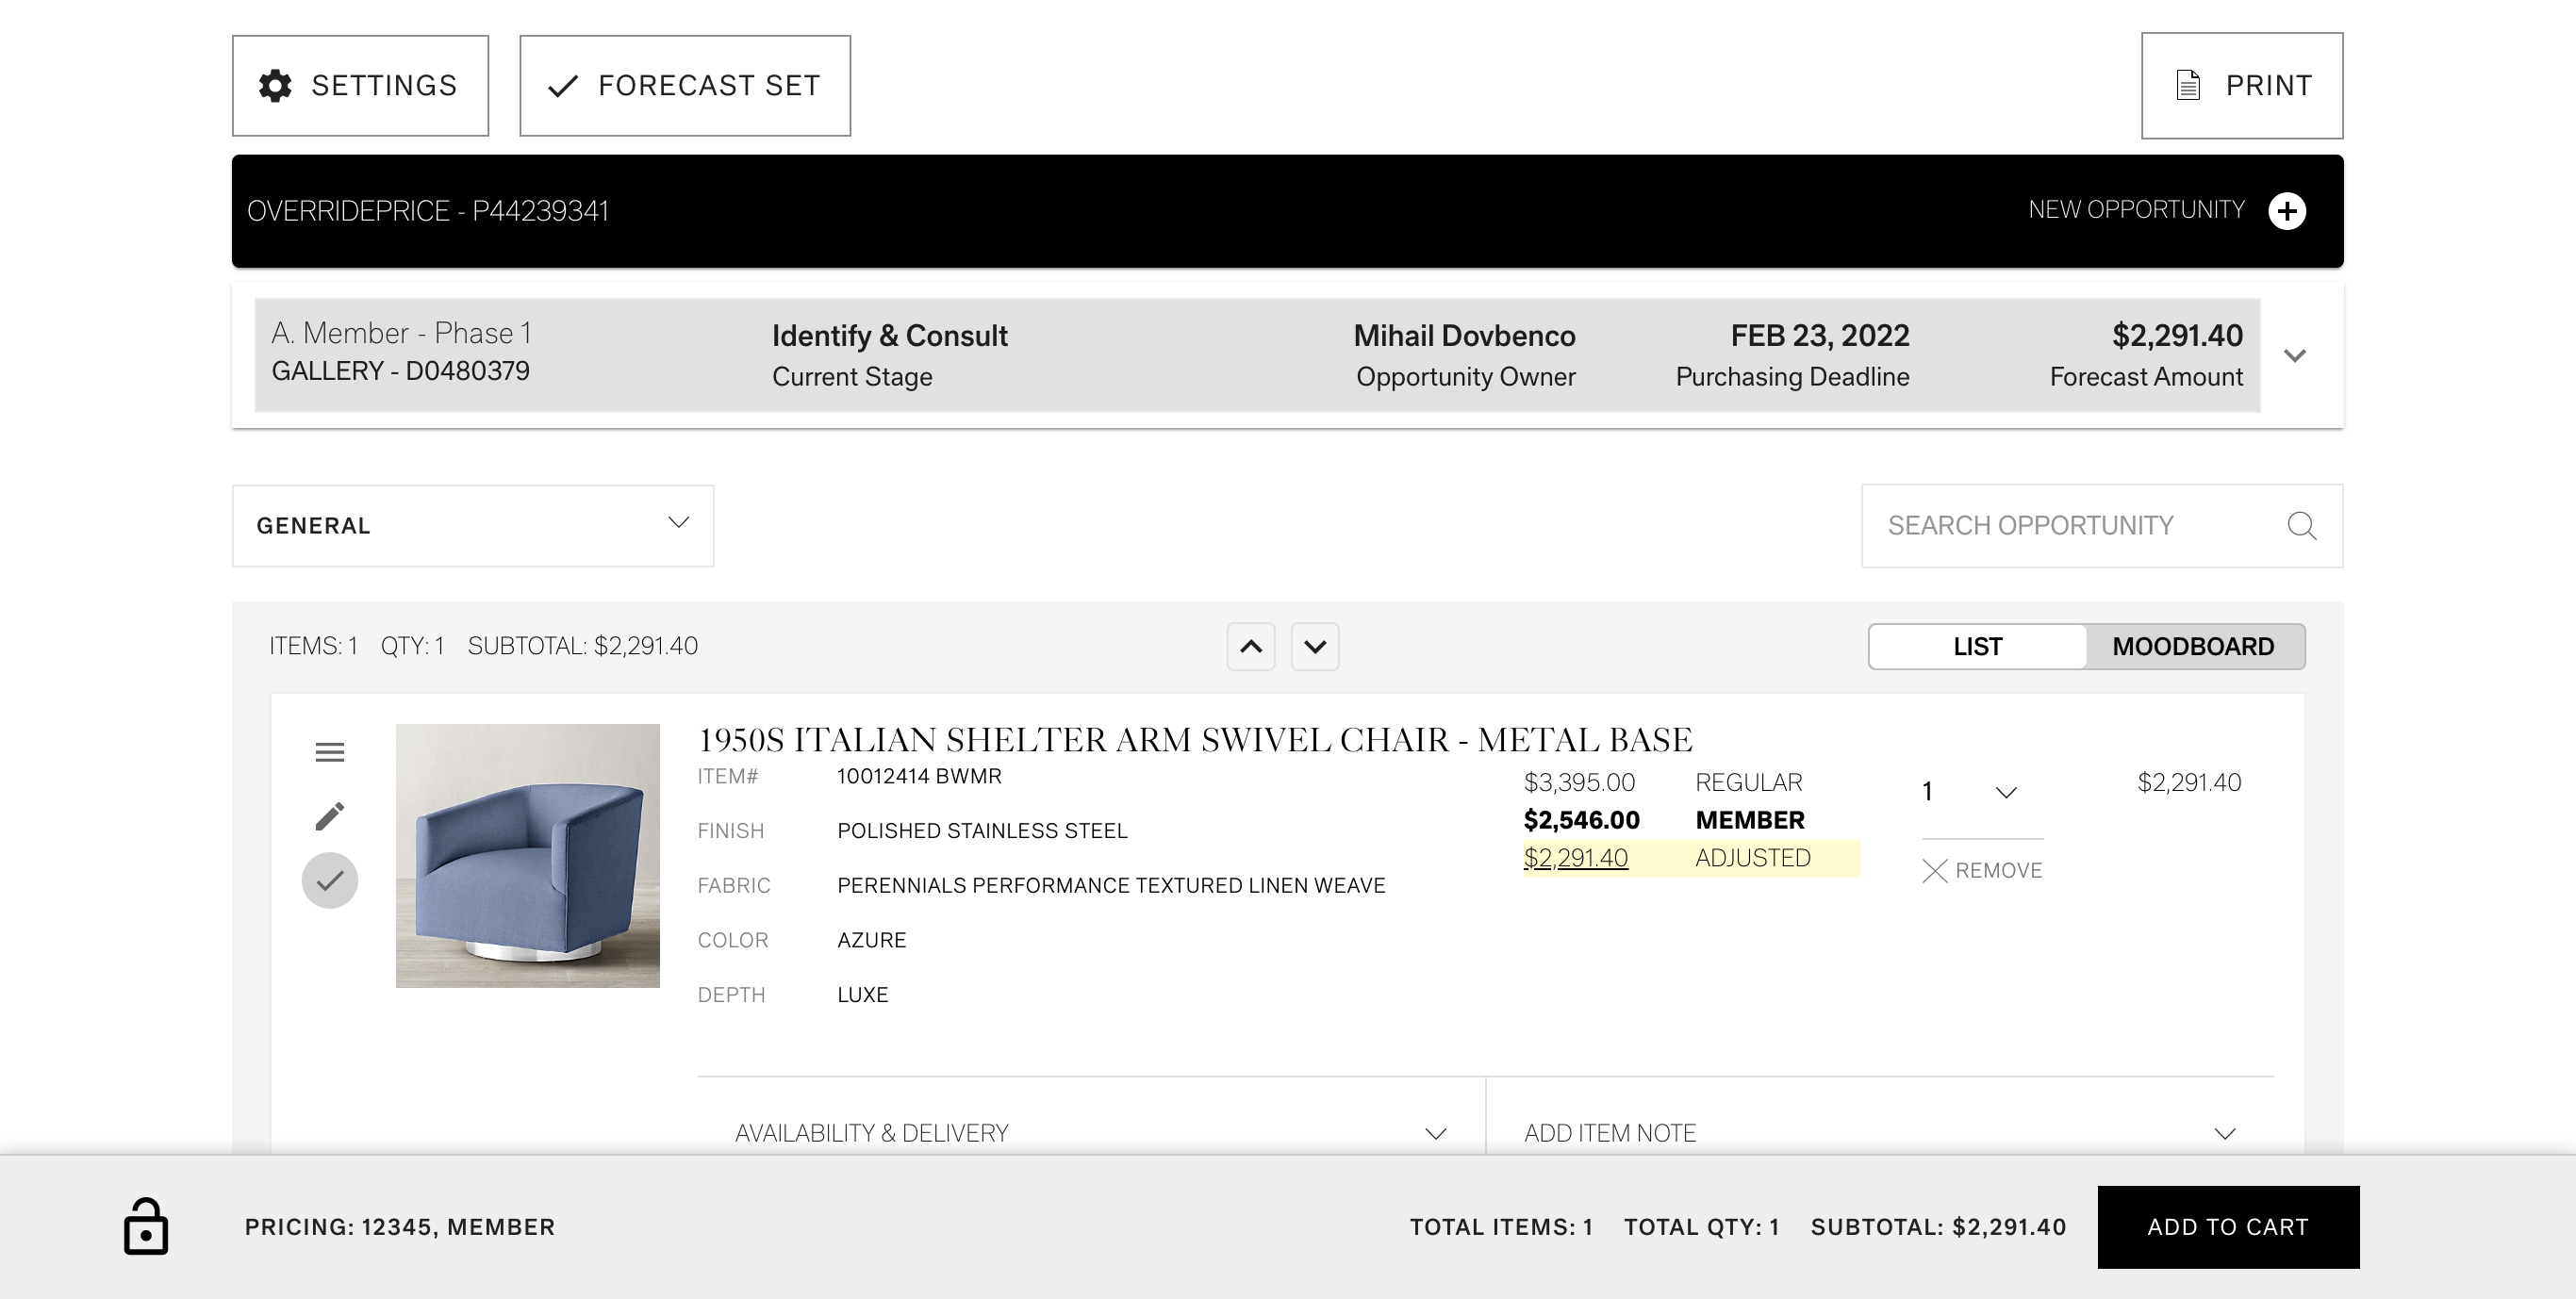 SETTINGS
FORECAST SET
PRINT
OVERRIDEPRICE - P44239341
NEW OPPORTUNITY
A. Member - Phase 1
GALLERY - D0480379
Identify & Consult
Current Stage
Mihail Dovbenco
Opportunity Owner
FEB 23, 2022
Purchasing Deadline
$2,291.40
Forecast Amount
GENERAL
SEARCH OPPORTUNITY
ITEMS: 1 QTY: 1 SUBTOTAL: $2,291.40
LIST
MOODBOARD
1950S ITALIAN SHELTER ARM SWIVEL CHAIR - METAL BASE
ITEM# 10012414 BWMR
FINISH POLISHED STAINLESS STEEL
FABRIC PERENNIALS PERFORMANCE TEXTURED LINEN WEAVE
COLOR AZURE
DEPTH LUXE
$3,395.00 REGULAR
$2,546.00 MEMBER
$2,291.40 ADJUSTED
1
REMOVE
$2,291.40
AVAILABILITY & DELIVERY
ADD ITEM NOTE
PRICING: 12345, MEMBER
TOTAL ITEMS: 1 TOTAL QTY: 1 SUBTOTAL: $2,291.40
ADD TO CART